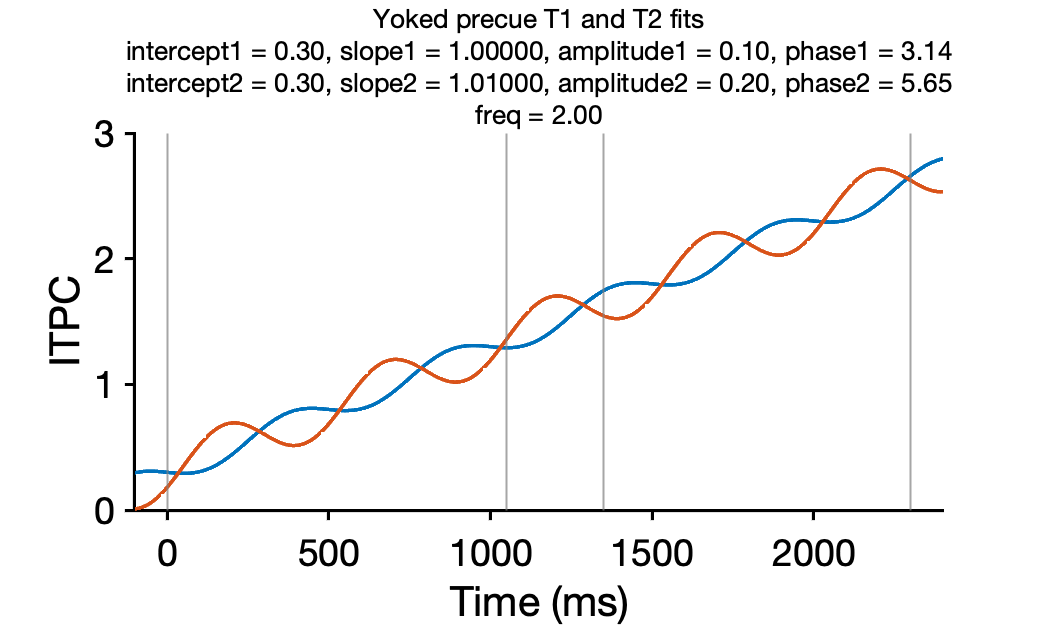 Yoked precue T1 and T2 fits
intercept1 = 0.30, slope1 = 1.00000, amplitude1 = 0.10, phase1 = 3.14
intercept2 = 0.30, slope2 = 1.01000, amplitude2 = 0.20, phase2 = 5.65
freq = 2.00
3
2
1
0
ITPC
0 500 1000 1500 2000
Time (ms)